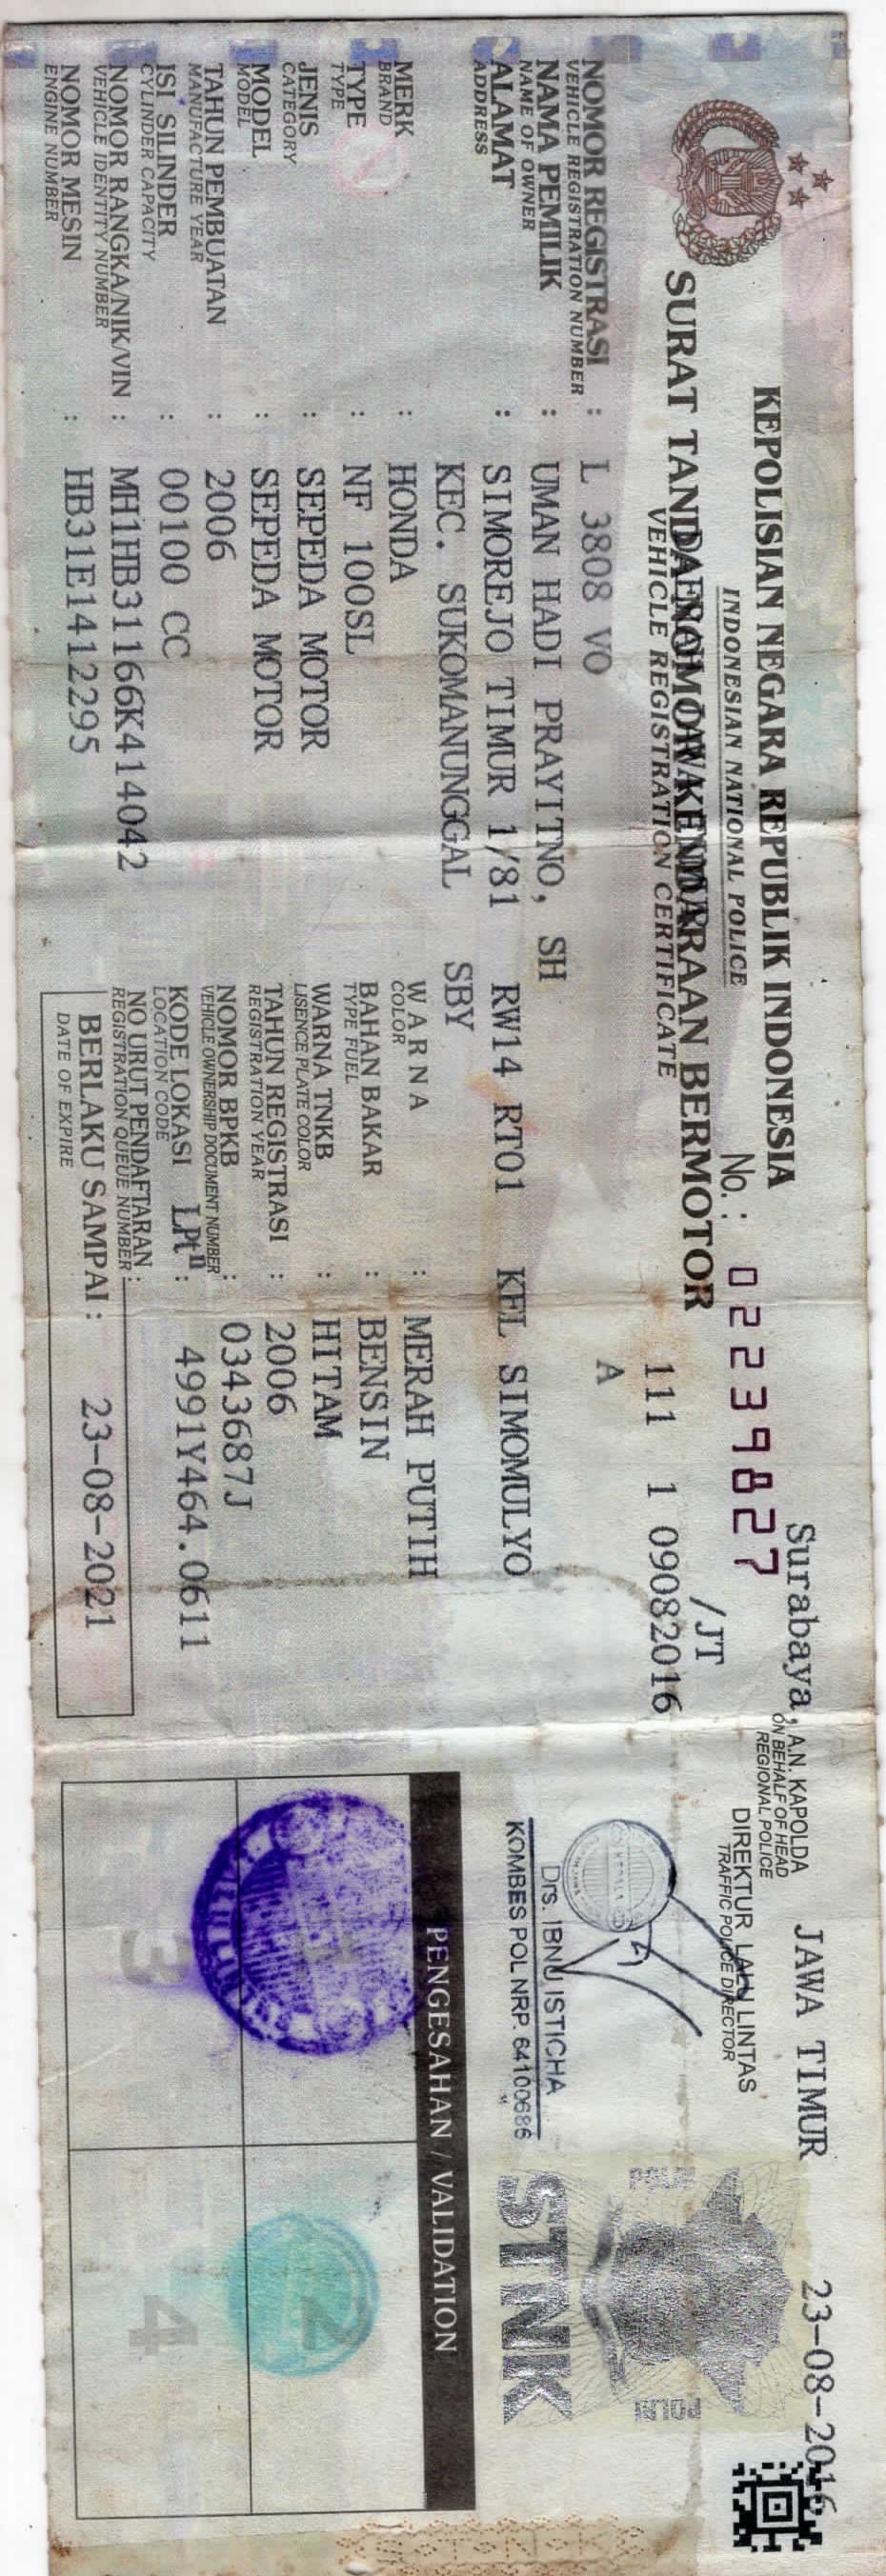 KEPOLISIAN NEGARA REPUBLIK INDONESIA
INDONESIAN NATIONAL POLICE
No. : 02239827
SURAT TANDA NOMOR KENDARAAN BERMOTOR
VEHICLE REGISTRATION CERTIFICATE
/JT
111 1 09082016
NOMOR REGISTRASI : L 3808 VO A
VEHICLE REGISTRATION NUMBER
NAMA PEMILIK : UMAN HADI PRAYITNO, SH
NAME OF OWNER
ALAMAT : SIMOREJO TIMUR 1/81 RW14 RT01 KEL SIMOMULYO
ADDRESS
KEC. SUKOMANUNGGAL SBY
MERK : HONDA
BRAND
TYPE : NF 100SL
TYPE
JENIS : SEPEDA MOTOR
CATEGORY
MODEL : SEPEDA MOTOR
MODEL
TAHUN PEMBUATAN : 2006
MANUFACTURE YEAR
ISI SILINDER : 00100 CC
CYLINDER CAPACITY
NOMOR RANGKA/NIK/VIN : MH1HB31166K414042
VEHICLE IDENTITY NUMBER
NOMOR MESIN : HB31E1412295
ENGINE NUMBER
W A R N A : MERAH PUTIH
COLOR
BAHAN BAKAR : BENSIN
TYPE FUEL
WARNA TNKB : HITAM
LISENCE PLATE COLOR
TAHUN REGISTRASI : 2006
REGISTRATION YEAR
NOMOR BPKB : 0343687J
VEHICLE OWNERSHIP DOCUMENT NUMBER
KODE LOKASI LPtn : 4991Y464.0611
LOCATION CODE
NO URUT PENDAFTARAN :
REGISTRATION QUEUE NUMBER
BERLAKU SAMPAI : 23-08-2021
DATE OF EXPIRE
Surabaya, JAWA TIMUR 23-08-2016
A.N. KAPOLDA
ON BEHALF OF HEAD
REGIONAL POLICE
DIREKTUR LALU LINTAS
TRAFFIC POLICE DIRECTOR
Drs. IBNU ISTICHA
KOMBES POL NRP. 64100686
STNK
PENGESAHAN / VALIDATION
1 2
3 4